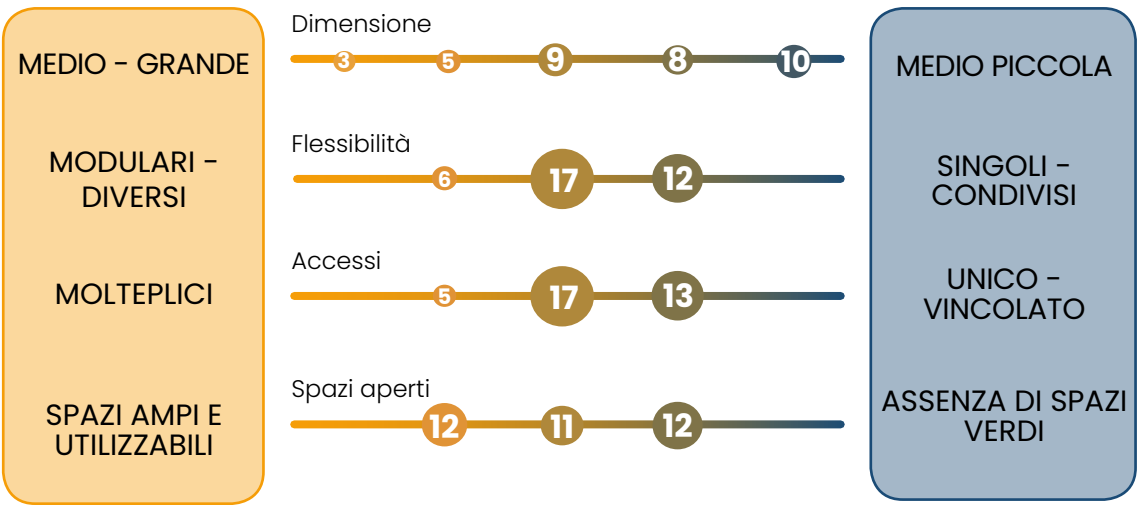 Dimensione
MEDIO - GRANDE
3 5 9 8 10
MEDIO PICCOLA
Flessibilità
MODULARI -
DIVERSI
6 17 12
SINGOLI -
CONDIVISI
Accessi
MOLTEPLICI
5 17 13
UNICO -
VINCOLATO
Spazi aperti
SPAZI AMPI E
UTILIZZABILI
12 11 12
ASSENZA DI SPAZI
VERDI